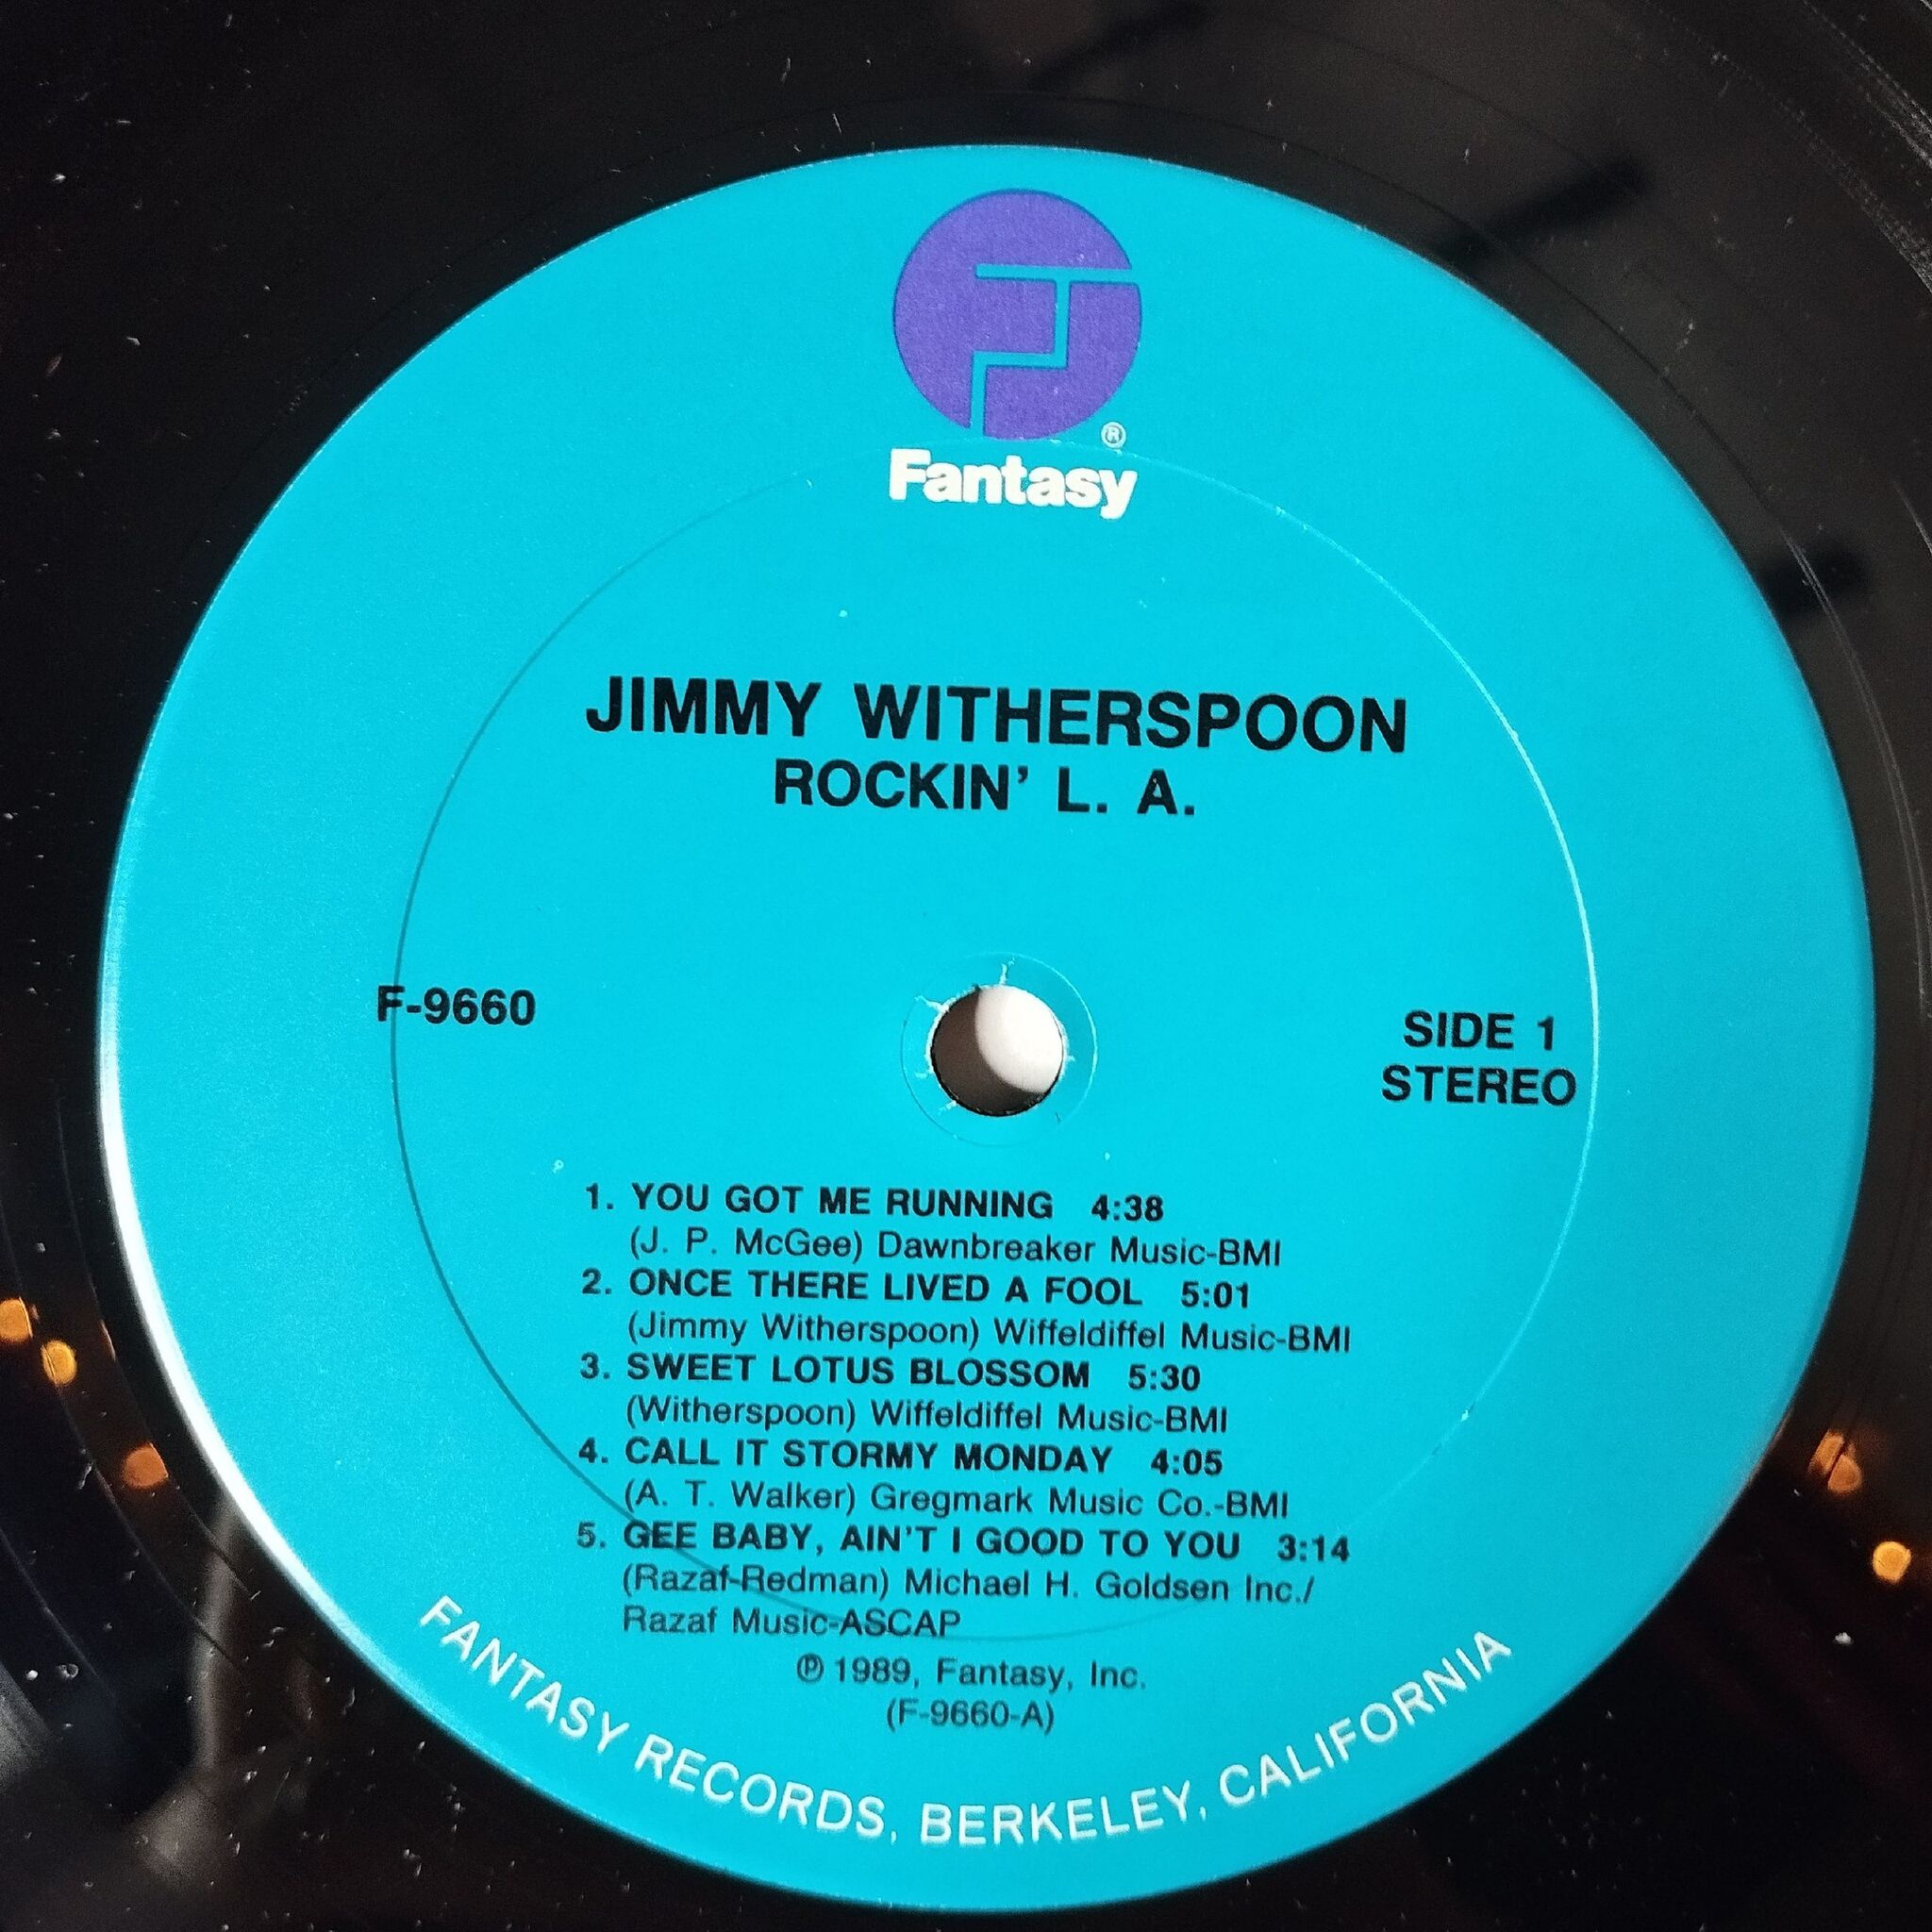 ®
Fantasy
JIMMY WITHERSPOON
ROCKIN' L. A.
F-9660
SIDE 1
STEREO
1. YOU GOT ME RUNNING 4:38
(J. P. McGee) Dawnbreaker Music-BMI
2. ONCE THERE LIVED A FOOL 5:01
(Jimmy Witherspoon) Wiffeldiffel Music-BMI
3. SWEET LOTUS BLOSSOM 5:30
(Witherspoon) Wiffeldiffel Music-BMI
4. CALL IT STORMY MONDAY 4:05
(A. T. Walker) Gregmark Music Co.-BMI
5. GEE BABY, AIN'T I GOOD TO YOU 3:14
(Razaf-Redman) Michael H. Goldsen Inc./
Razaf Music-ASCAP
℗ 1989, Fantasy, Inc.
(F-9660-A)
FANTASY RECORDS, BERKELEY, CALIFORNIA